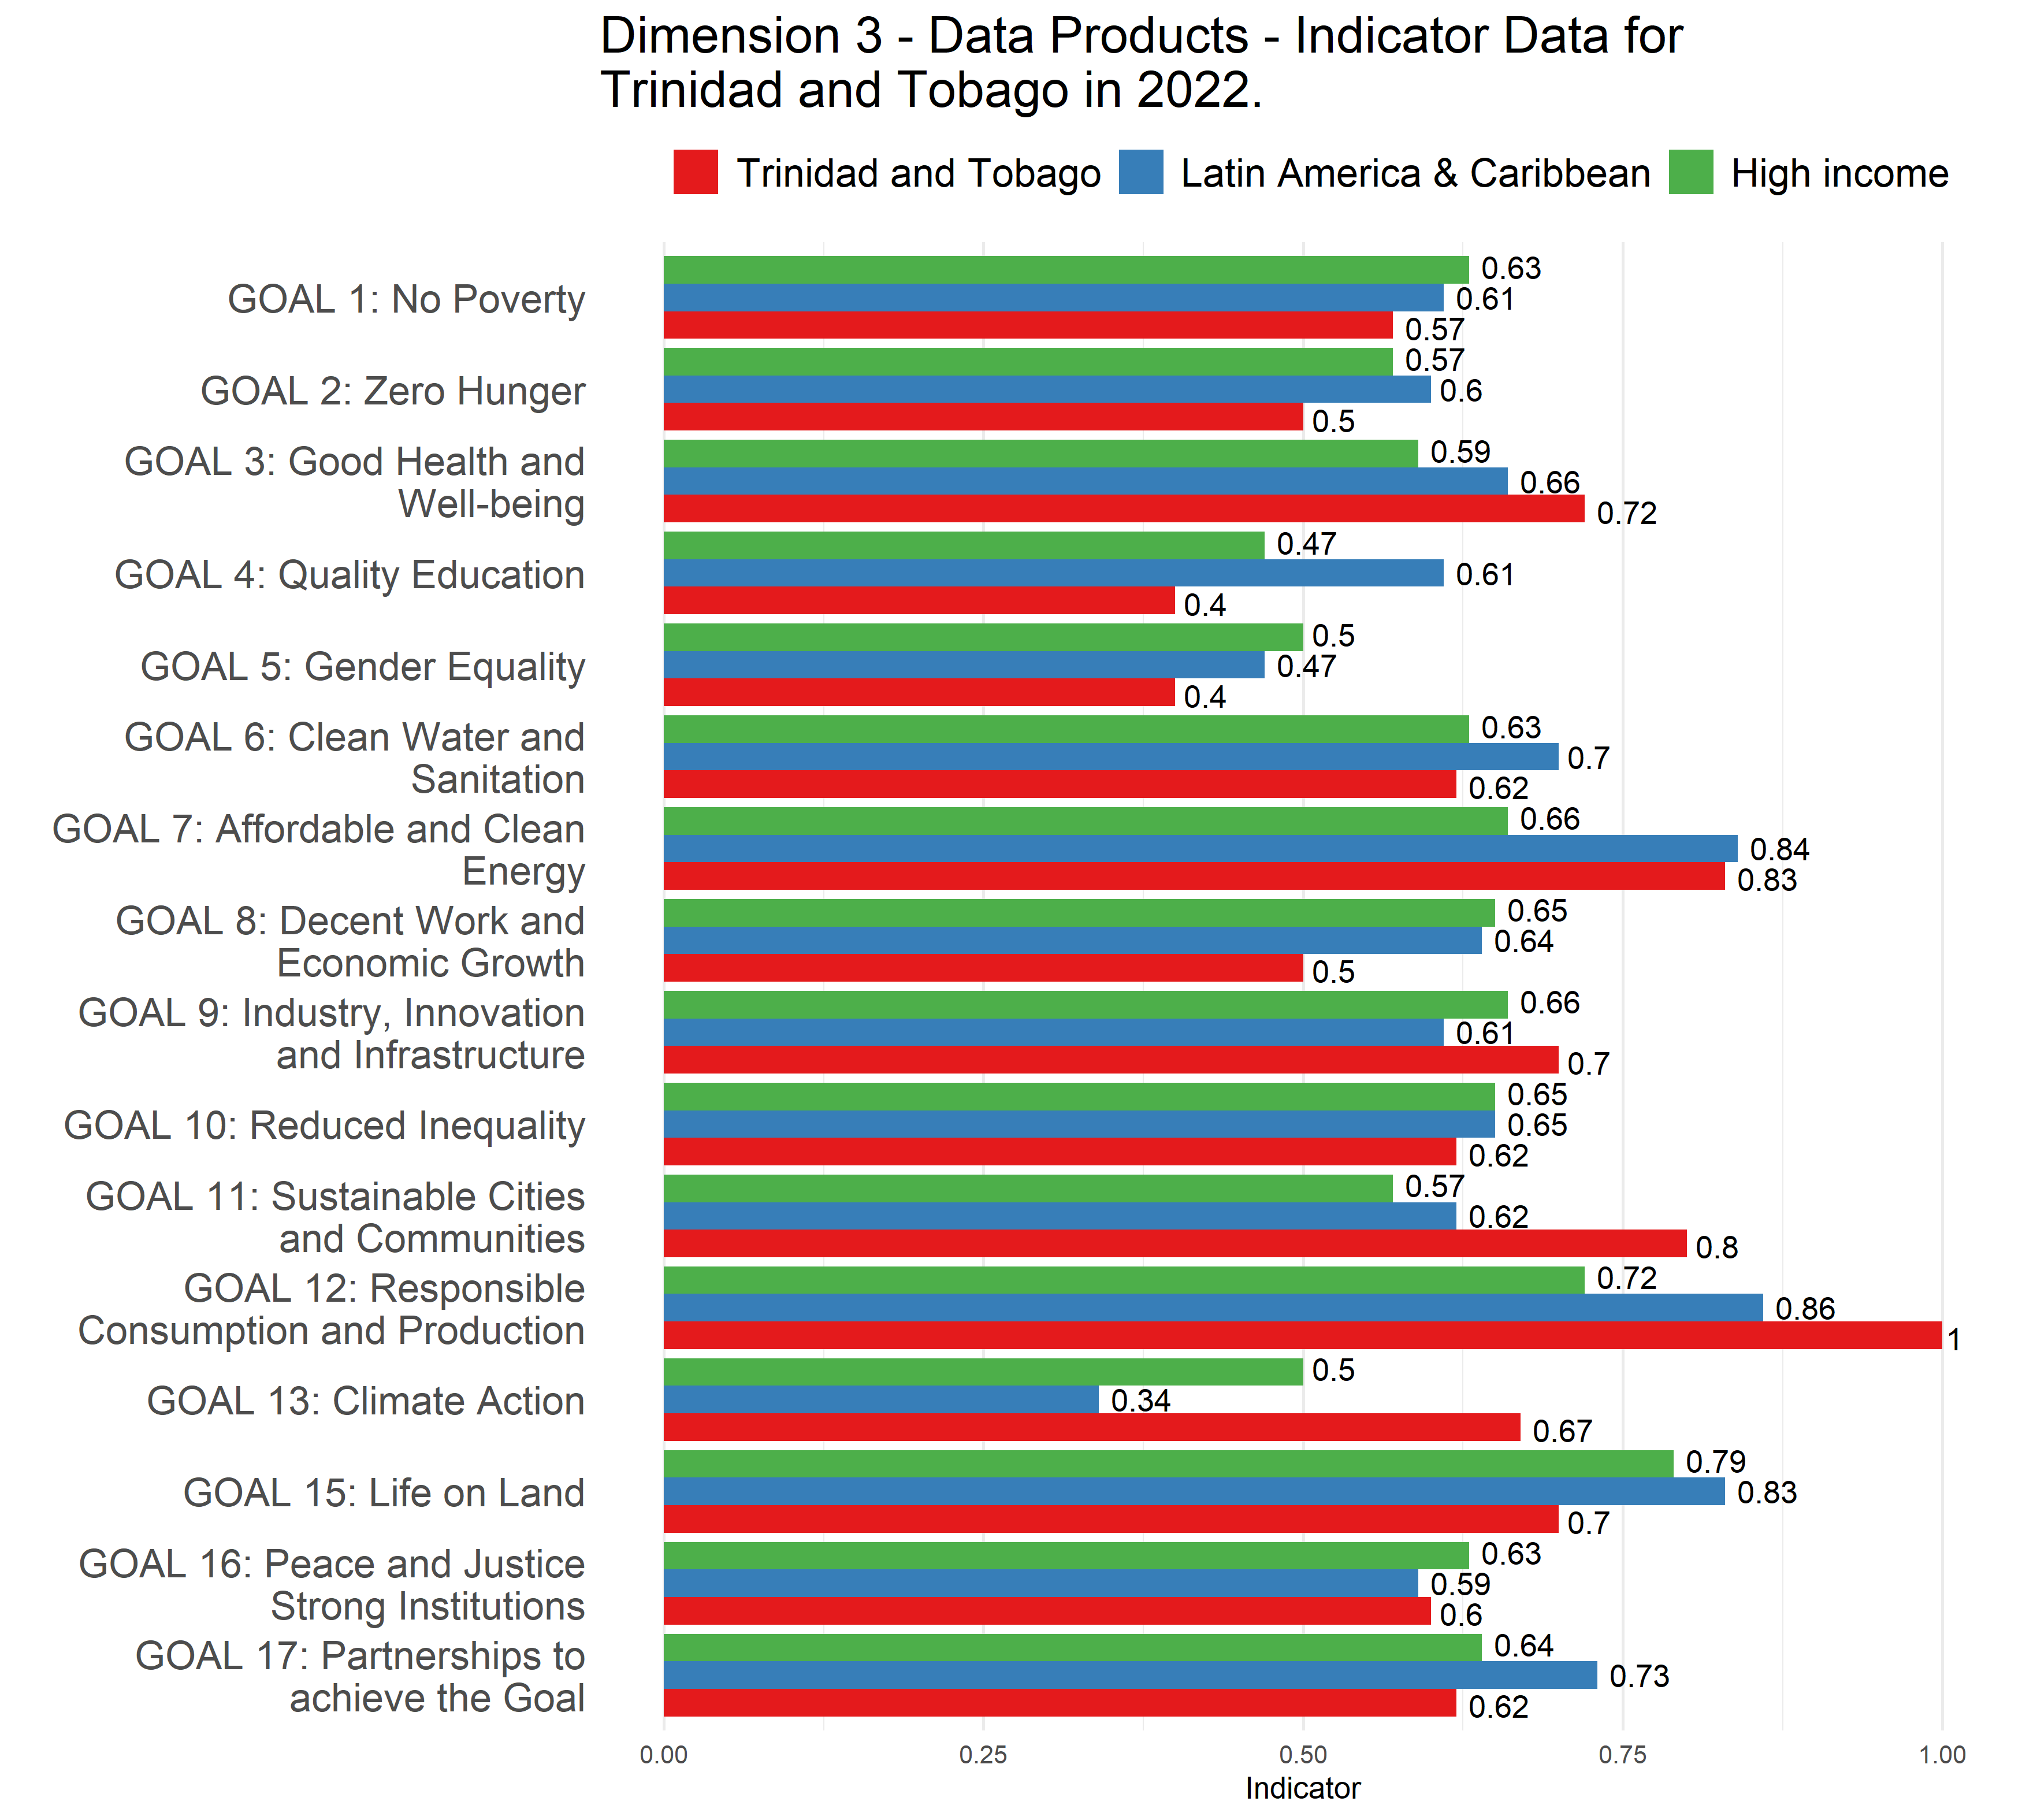 Dimension 3 - Data Products - Indicator Data for
Trinidad and Tobago in 2022.
Trinidad and Tobago Latin America & Caribbean High income
GOAL 1: No Poverty
0.63
0.61
0.57
GOAL 2: Zero Hunger
0.57
0.6
0.5
GOAL 3: Good Health and
Well-being
0.59
0.66
0.72
GOAL 4: Quality Education
0.47
0.61
0.4
GOAL 5: Gender Equality
0.5
0.47
0.4
GOAL 6: Clean Water and
Sanitation
0.63
0.7
0.62
GOAL 7: Affordable and Clean
Energy
0.66
0.84
0.83
GOAL 8: Decent Work and
Economic Growth
0.65
0.64
0.5
GOAL 9: Industry, Innovation
and Infrastructure
0.66
0.61
0.7
GOAL 10: Reduced Inequality
0.65
0.65
0.62
GOAL 11: Sustainable Cities
and Communities
0.57
0.62
0.8
GOAL 12: Responsible
Consumption and Production
0.72
0.86
1
GOAL 13: Climate Action
0.5
0.34
0.67
GOAL 15: Life on Land
0.79
0.83
0.7
GOAL 16: Peace and Justice
Strong Institutions
0.63
0.59
0.6
GOAL 17: Partnerships to
achieve the Goal
0.64
0.73
0.62
0.00 0.25 0.50 0.75 1.00
Indicator